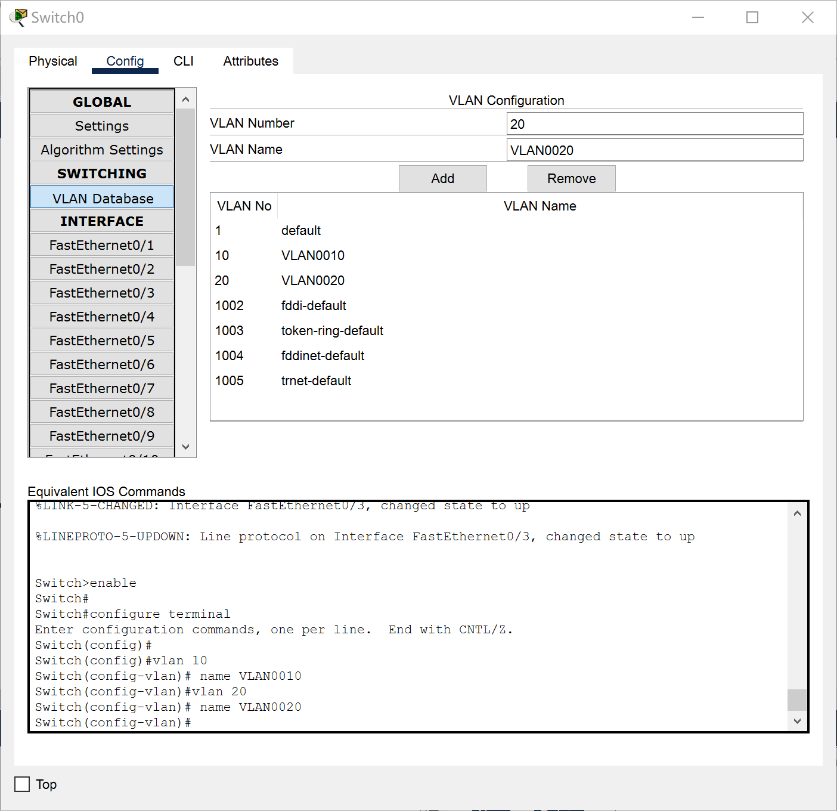 Switch0
Physical Config CLI Attributes
GLOBAL
Settings
Algorithm Settings
SWITCHING
VLAN Database
INTERFACE
FastEthernet0/1
FastEthernet0/2
FastEthernet0/3
FastEthernet0/4
FastEthernet0/5
FastEthernet0/6
FastEthernet0/7
FastEthernet0/8
FastEthernet0/9
FastEthernet0/10
VLAN Configuration
VLAN Number 20
VLAN Name VLAN0020
Add Remove
VLAN No VLAN Name
1 default
10 VLAN0010
20 VLAN0020
1002 fddi-default
1003 token-ring-default
1004 fddinet-default
1005 trnet-default
Equivalent IOS Commands
%LINK-5-CHANGED: Interface FastEthernet0/3, changed state to up
%LINEPROTO-5-UPDOWN: Line protocol on Interface FastEthernet0/3, changed state to up
Switch>enable
Switch#
Switch#configure terminal
Enter configuration commands, one per line. End with CNTL/Z.
Switch(config)#
Switch(config)#vlan 10
Switch(config-vlan)# name VLAN0010
Switch(config-vlan)#vlan 20
Switch(config-vlan)# name VLAN0020
Switch(config-vlan)#
Top